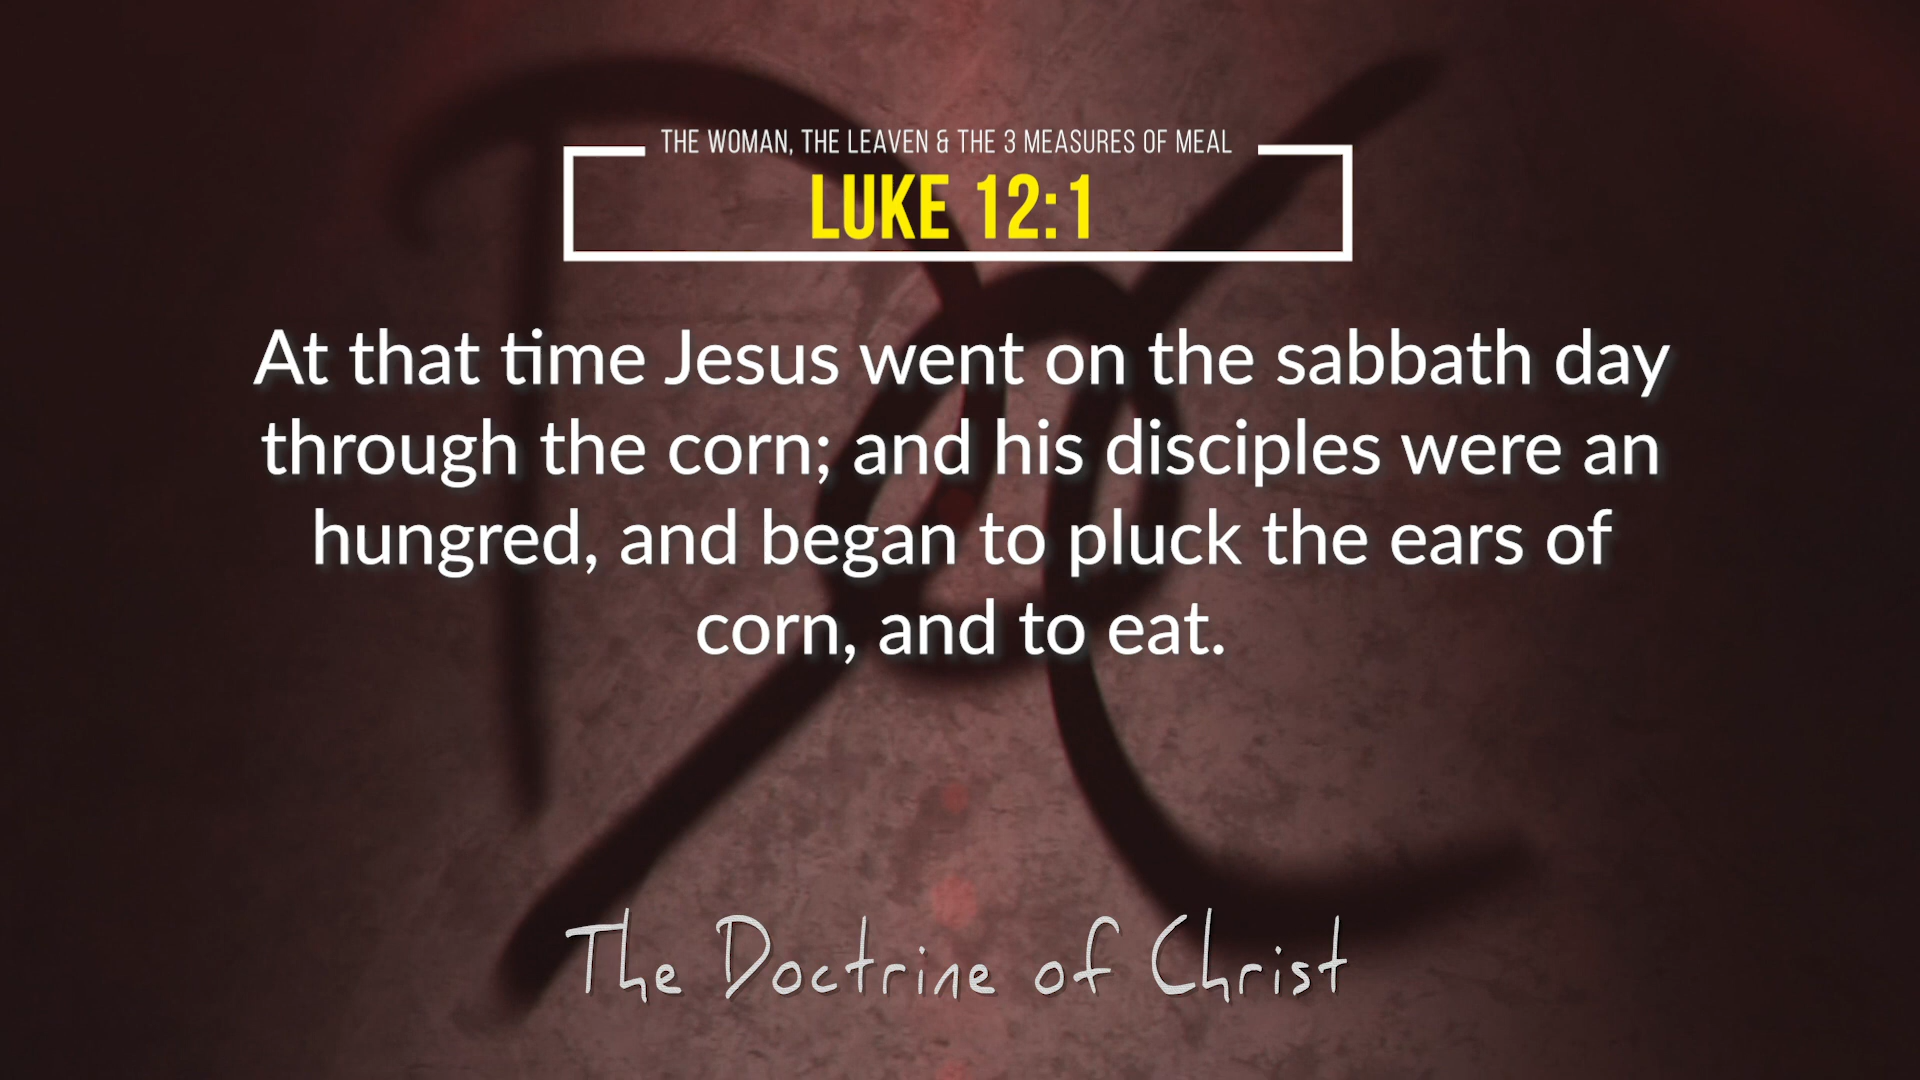 THE WOMAN, THE LEAVEN & THE 3 MEASURES OF MEAL
LUKE 12:1
At that time Jesus went on the sabbath day
through the corn; and his disciples were an
hungred, and began to pluck the ears of
corn, and to eat.
The Doctrine of Christ